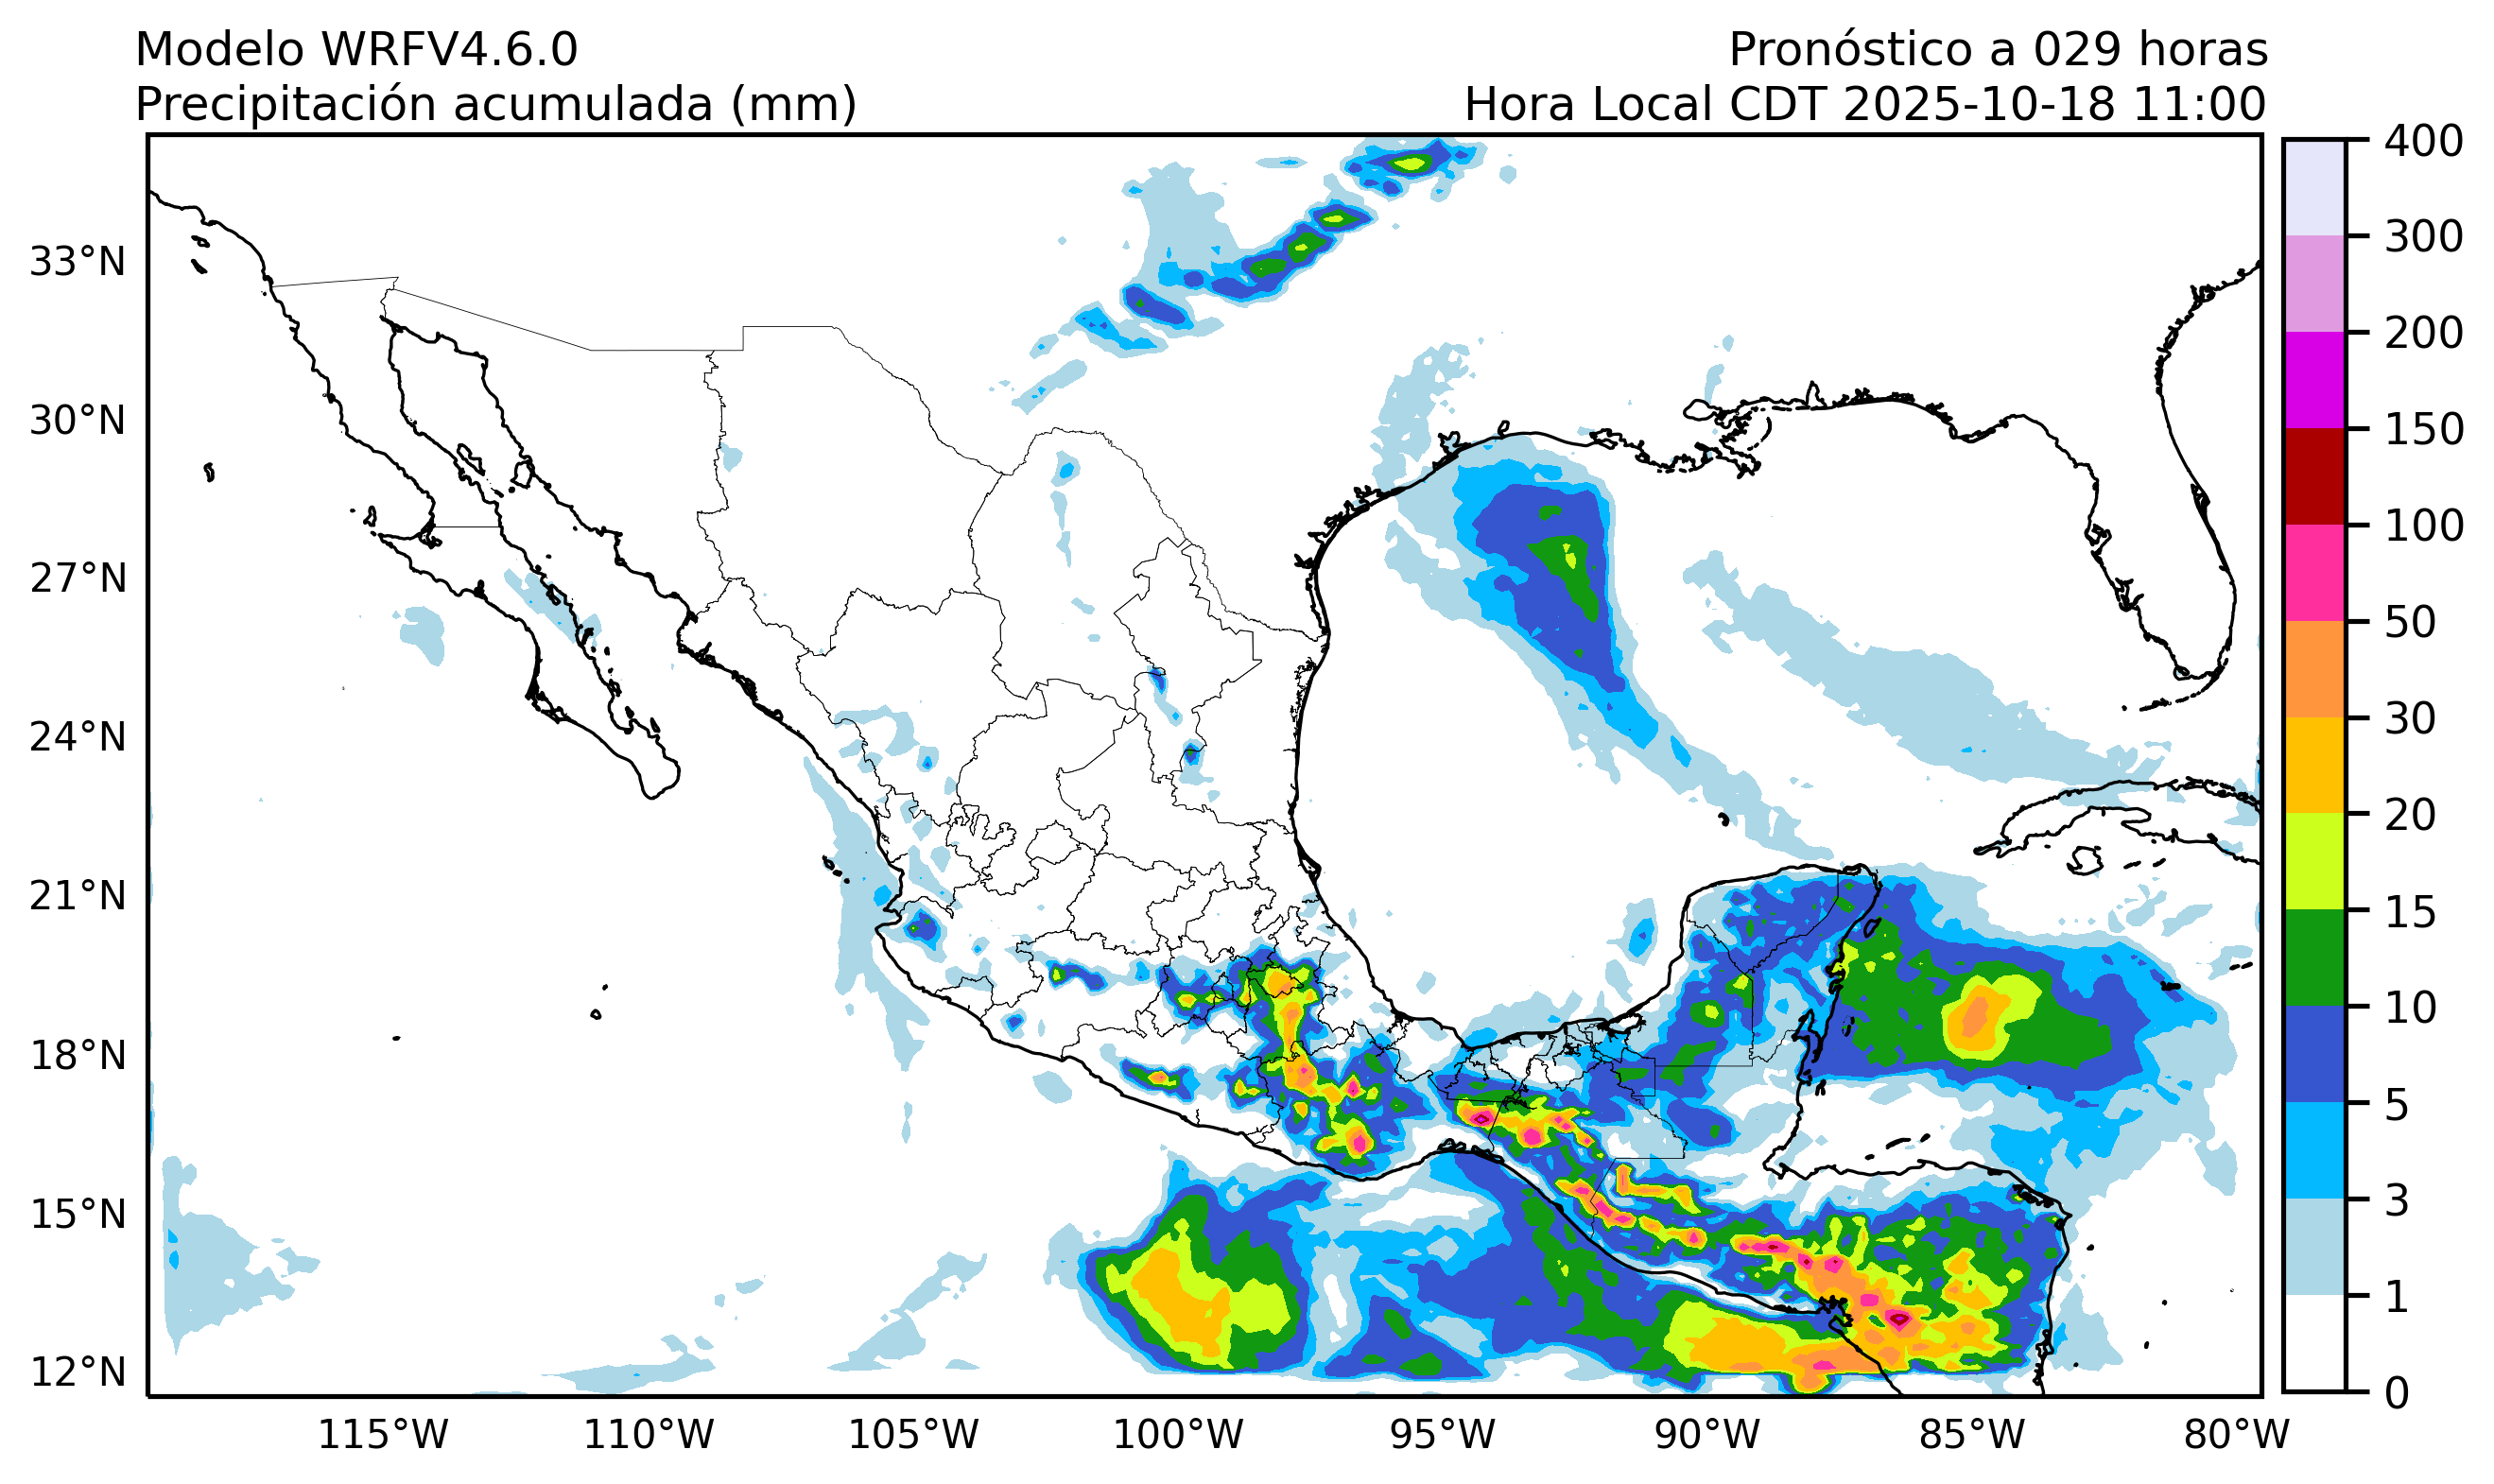 Modelo WRFV4.6.0
Pronóstico a 029 horas
Precipitación acumulada (mm)
Hora Local CDT 2025-10-18 11:00
33°N
30°N
27°N
24°N
21°N
18°N
15°N
12°N
115°W
110°W
105°W
100°W
95°W
90°W
85°W
80°W
400
300
200
150
100
50
30
20
15
10
5
3
1
0